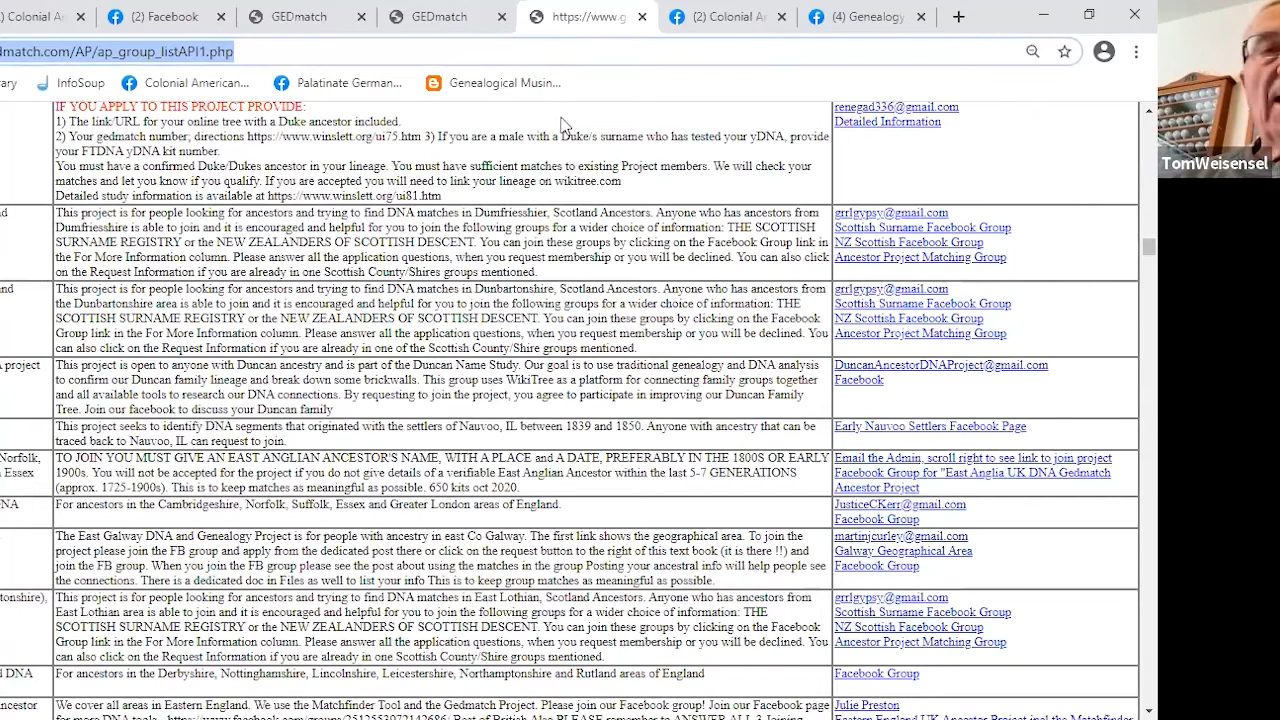 (2) Facebook
GEDmatch
GEDmatch
https://www.g
(2) Colonial A
(4) Genealogy
dmatch.com/AP/ap_group_listAPI1.php
InfoSoup
Colonial American...
Palatinate German...
Genealogical Musin...
TomWeisensel
IF YOU APPLY TO THIS PROJECT PROVIDE:
1) The link/URL for your online tree with a Duke ancestor included.
2) Your gedmatch number; directions https://www.winslett.org/ui75.htm 3) If you are a male with a Duke/s surname who has tested your yDNA, provide
your FTDNA yDNA kit number.
You must have a confirmed Duke/Dukes ancestor in your lineage. You must have sufficient matches to existing Project members. We will check your
matches and let you know if you qualify. If you are accepted you will need to link your lineage on wikitree.com
Detailed study information is available at https://www.winslett.org/ui81.htm
renegad336@gmail.com
Detailed Information
This project is for people looking for ancestors and trying to find DNA matches in Dumfriesshier, Scotland Ancestors. Anyone who has ancestors from
Dumfriesshire is able to join and it is encouraged and helpful for you to join the following groups for a wider choice of information: THE SCOTTISH
SURNAME REGISTRY or the NEW ZEALANDERS OF SCOTTISH DESCENT. You can join these groups by clicking on the Facebook Group link in
the For More Information column. Please answer all the application questions, when you request membership or you will be declined. You can also click
on the Request Information if you are already in one Scottish County/Shires groups mentioned.
grrlgypsy@gmail.com
Scottish Surname Facebook Group
NZ Scottish Facebook Group
Ancestor Project Matching Group
This project is for people looking for ancestors and trying to find DNA matches in Dunbartonshire, Scotland Ancestors. Anyone who has ancestors from
the Dunbartonshire area is able to join and it is encouraged and helpful for you to join the following groups for a wider choice of information: THE
SCOTTISH SURNAME REGISTRY or the NEW ZEALANDERS OF SCOTTISH DESCENT. You can join these groups by clicking on the Facebook
Group link in the For More Information column. Please answer all the application questions, when you request membership or you will be declined. You
can also click on the Request Information if you are already in one of the Scottish County/Shire groups mentioned.
grrlgypsy@gmail.com
Scottish Surname Facebook Group
NZ Scottish Facebook Group
Ancestor Project Matching Group
A project
This project is open to anyone with Duncan ancestry and is part of the Duncan Name Study. Our goal is to use traditional genealogy and DNA analysis
to confirm our Duncan family lineage and break down some brickwalls. This group uses WikiTree as a platform for connecting family groups together
and all available tools to research our DNA connections. By requesting to join the project, you agree to participate in improving our Duncan Family
Tree. Join our facebook to discuss your Duncan family
DuncanAncestorDNAProject@gmail.com
Facebook
This project seeks to identify DNA segments that originated with the settlers of Nauvoo, IL between 1839 and 1850. Anyone with ancestry that can be
traced back to Nauvoo, IL can request to join.
Early Nauvoo Settlers Facebook Page
Norfolk,
Essex
TO JOIN YOU MUST GIVE AN EAST ANGLIAN ANCESTOR'S NAME, WITH A PLACE and A DATE, PREFERABLY IN THE 1800S OR EARLY
1900s. You will not be accepted for the project if you do not give details of a verifiable East Anglian Ancestor within the last 5-7 GENERATIONS
(approx. 1725-1900s). This is to keep matches as meaningful as possible. 650 kits oct 2020.
Email the Admin, scroll right to see link to join project
Facebook Group for "East Anglia UK DNA Gedmatch
Ancestor Project
DNA
For ancestors in the Cambridgeshire, Norfolk, Suffolk, Essex and Greater London areas of England.
JusticeCKerr@gmail.com
Facebook Group
The East Galway DNA and Genealogy Project is for people with ancestry in east Co Galway. The first link shows the geographical area. To join the
project please join the FB group and apply from the dedicated post there or click on the request button to the right of this text book (it is there !!) and
join the FB group. When you join the FB group please see the post about using the matches in the group Posting your ancestral info will help people see
the connections. There is a dedicated doc in Files as well to list your info This is to keep group matches as meaningful as possible.
martinjcurley@gmail.com
Galway Geographical Area
Facebook Group
tonshire),
This project is for people looking for ancestors and trying to find DNA matches in East Lothian, Scotland Ancestors. Anyone who has ancestors from
East Lothian area is able to join and it is encouraged and helpful for you to join the following groups for a wider choice of information: THE
SCOTTISH SURNAME REGISTRY or the NEW ZEALANDERS OF SCOTTISH DESCENT. You can join these groups by clicking on the Facebook
Group link in the For More Information column. Please answer all the application questions, when you request membership or you will be declined. You
can also click on the Request Information if you are already in one Scottish County/Shire groups mentioned.
grrlgypsy@gmail.com
Scottish Surname Facebook Group
NZ Scottish Facebook Group
Ancestor Project Matching Group
DNA
For ancestors in the Derbyshire, Nottinghamshire, Lincolnshire, Leicestershire, Northamptonshire and Rutland areas of England
Facebook Group
ancestor
We cover all areas in Eastern England. We use the Matchfinder Tool and the Gedmatch Project. Please join our Facebook group! Join our Facebook page
Julie Preston